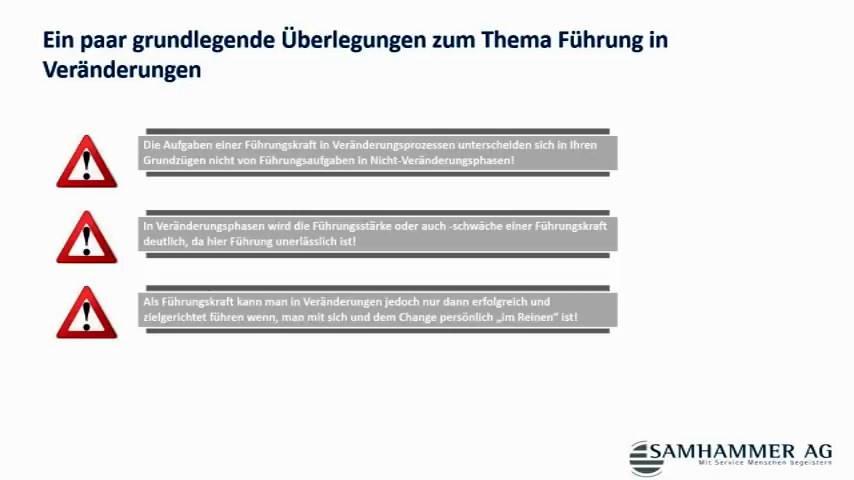 Ein paar grundlegende Überlegungen zum Thema Führung in
Veränderungen
Die Aufgaben einer Führungskraft in Veränderungsprozessen unterscheiden sich in Ihren
Grundzügen nicht von Führungsaufgaben in Nicht-Veränderungsphasen!
In Veränderungsphasen wird die Führungsstärke oder auch -schwäche einer Führungskraft
deutlich, da hier Führung unerlässlich ist!
Als Führungskraft kann man in Veränderungen jedoch nur dann erfolgreich und
zielgerichtet führen wenn, man mit sich und dem Change persönlich „im Reinen“ ist!
SAMHAMMER AG
Mit Service Menschen begeistern